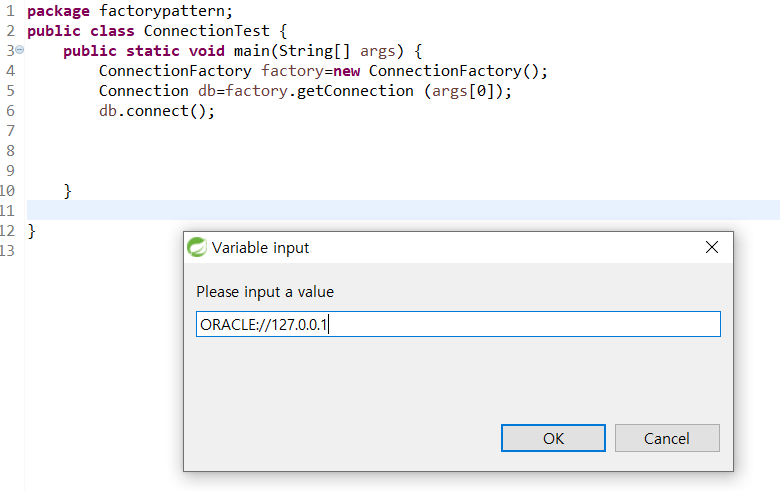 1 package factorypattern;
2 public class ConnectionTest {
3 public static void main(String[] args) {
4 ConnectionFactory factory=new ConnectionFactory();
5 Connection db=factory.getConnection (args[0]);
6 db.connect();
7
8
9
10 }
11
12 }
13
Variable input
Please input a value
ORACLE://127.0.0.1
OK Cancel